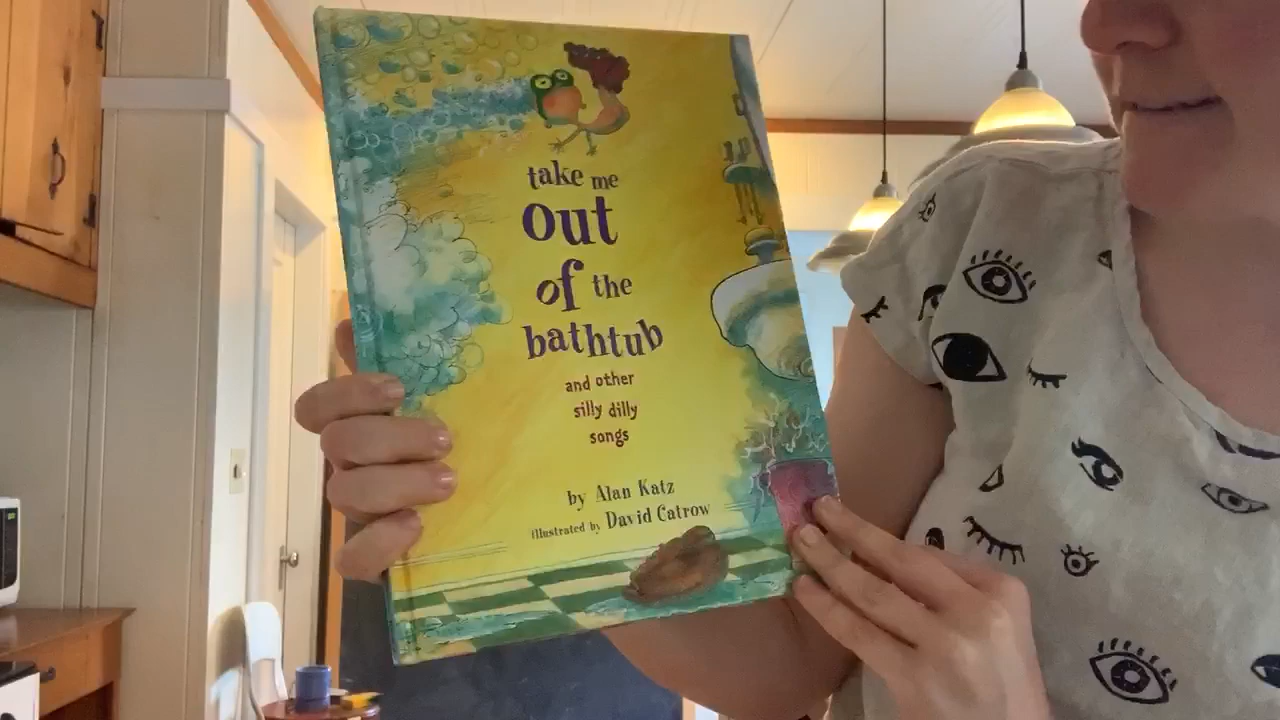 take me
out
of the
bathtub
and other
silly dilly
songs
by Alan Katz
illustrated by David Catrow